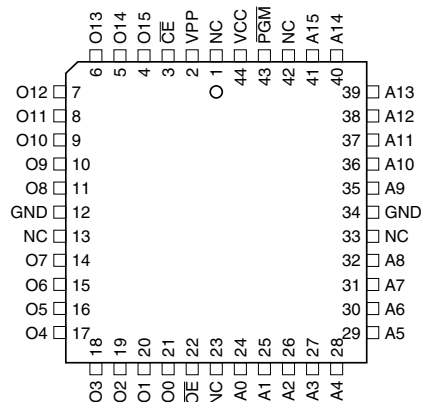 O13 O14 O15 CE VPP NC VCC PGM NC A15 A14
6 5 4 3 2 1 44 43 42 41 40
O12 7 39 A13
O11 8 38 A12
O10 9 37 A11
O9 10 36 A10
O8 11 35 A9
GND 12 34 GND
NC 13 33 NC
O7 14 32 A8
O6 15 31 A7
O5 16 30 A6
O4 17 29 A5
18 19 20 21 22 23 24 25 26 27 28
O3 O2 O1 O0 OE NC A0 A1 A2 A3 A4